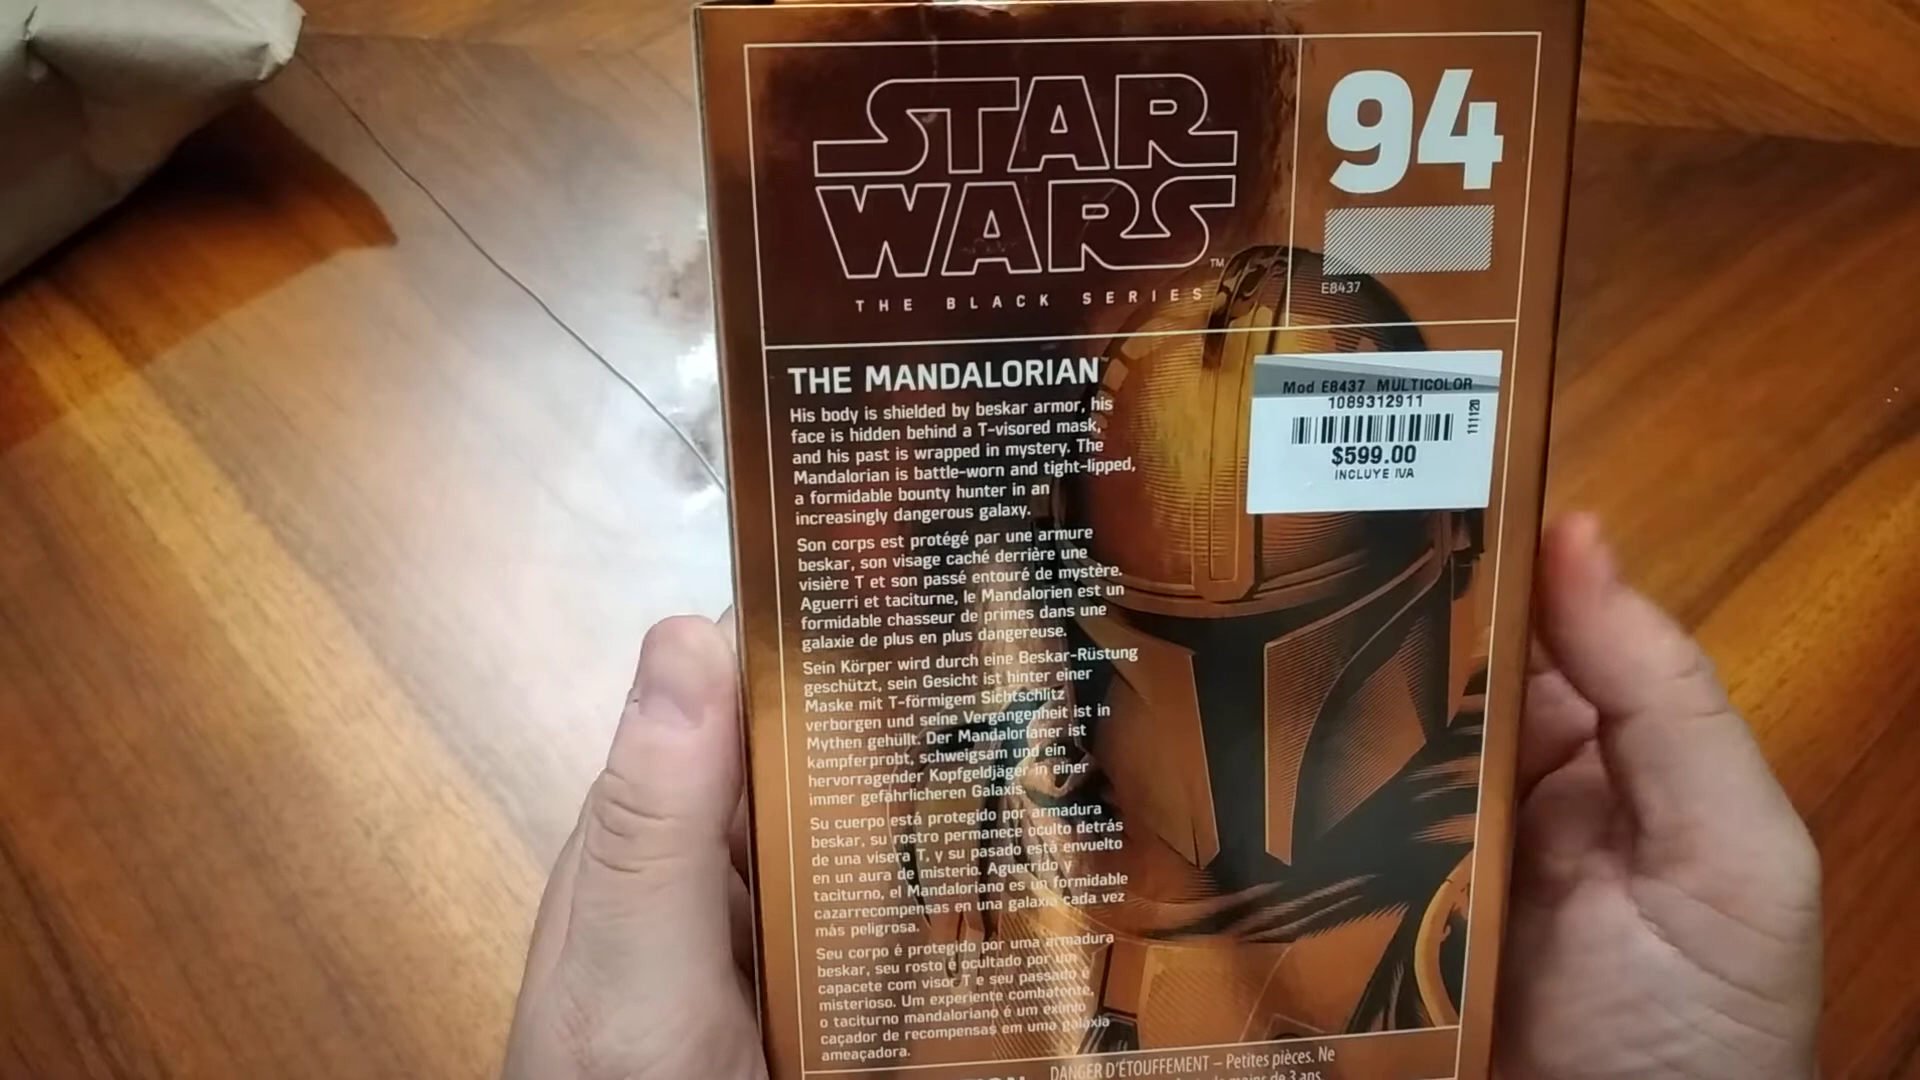 STAR
WARS
TM
THE BLACK SERIES
94
E8437
Mod E8437 MULTICOLOR
1089312911
111120
$599.00
INCLUYE IVA
THE MANDALORIAN
His body is shielded by beskar armor, his
face is hidden behind a T-visored mask,
and his past is wrapped in mystery. The
Mandalorian is battle-worn and tight-lipped,
a formidable bounty hunter in an
increasingly dangerous galaxy.
Son corps est protégé par une armure
beskar, son visage caché derrière une
visière T et son passé entouré de mystère.
Aguerri et taciturne, le Mandalorien est un
formidable chasseur de primes dans une
galaxie de plus en plus dangereuse.
Sein Körper wird durch eine Beskar-Rüstung
geschützt, sein Gesicht ist hinter einer
Maske mit T-förmigem Sichtschlitz
verborgen und seine Vergangenheit ist in
Mythen gehüllt. Der Mandalorianer ist
kampferprobt, schweigsam und ein
hervorragender Kopfgeldjäger in einer
immer gefährlicheren Galaxis.
Su cuerpo está protegido por armadura
beskar, su rostro permanece oculto detrás
de una visera T, y su pasado está envuelto
en un aura de misterio. Aguerrido y
taciturno, el Mandaloriano es un formidable
cazarrecompensas en una galaxia cada vez
más peligrosa.
Seu corpo é protegido por uma armadura
beskar, seu rosto é ocultado por um
capacete com visor T e seu passado é
misterioso. Um experiente combatente,
o taciturno mandaloriano é um exímio
caçador de recompensas em uma galáxia
ameaçadora.
DANGER D'ÉTOUFFEMENT – Petites pièces. Ne
de 3 ans